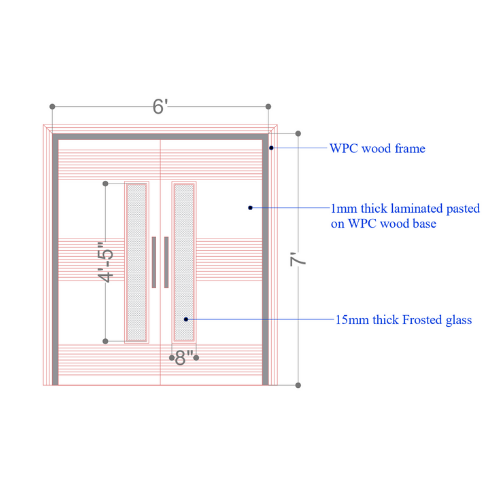 6'
WPC wood frame
1mm thick laminated pasted
on WPC wood base
4'-5"
7'
15mm thick Frosted glass
8"